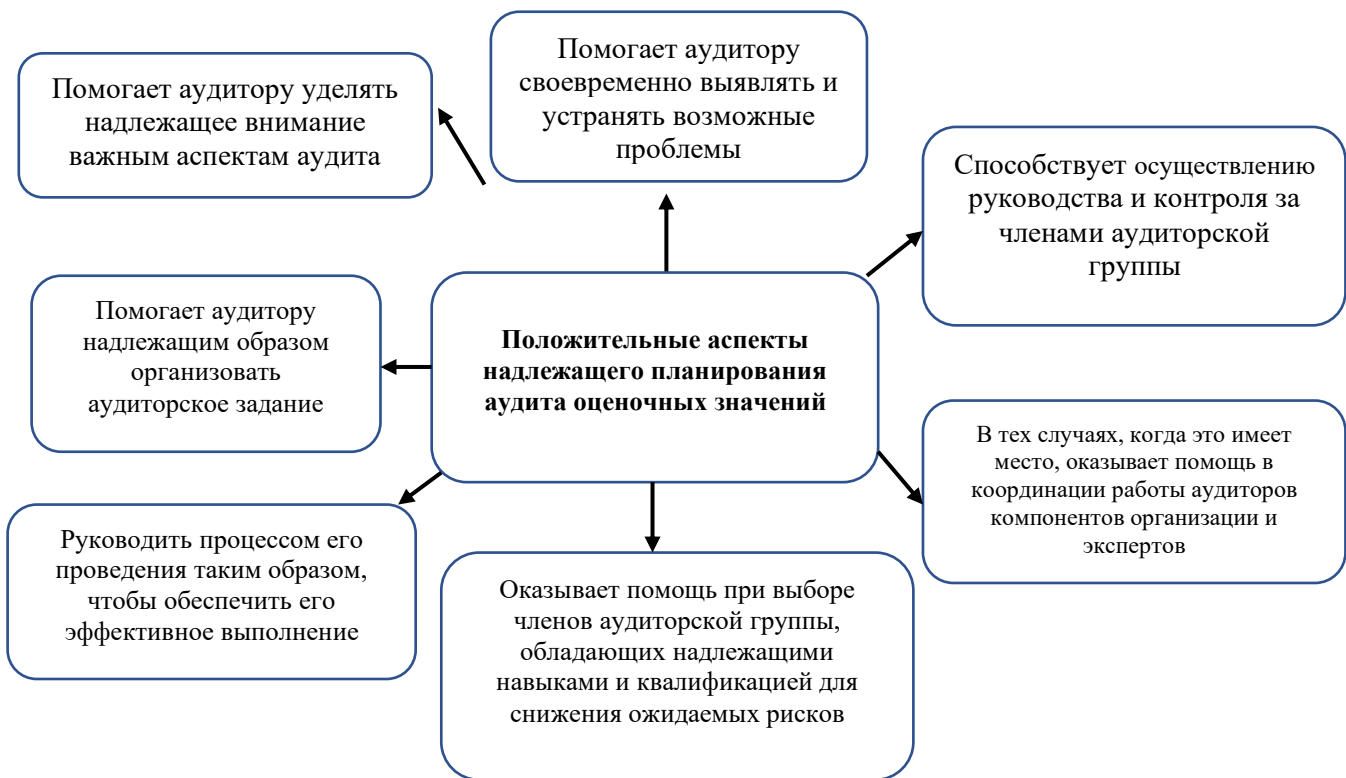 Помогает аудитору уделять
надлежащее внимание
важным аспектам аудита
Помогает аудитору
своевременно выявлять и
устранять возможные
проблемы
Способствует осуществлению
руководства и контроля за
членами аудиторской
группы
Помогает аудитору
надлежащим образом
организовать
аудиторское задание
Положительные аспекты
надлежащего планирования
аудита оценочных значений
В тех случаях, когда это имеет
место, оказывает помощь в
координации работы аудиторов
компонентов организации и
экспертов
Руководить процессом его
проведения таким образом,
чтобы обеспечить его
эффективное выполнение
Оказывает помощь при выборе
членов аудиторской группы,
обладающих надлежащими
навыками и квалификацией для
снижения ожидаемых рисков